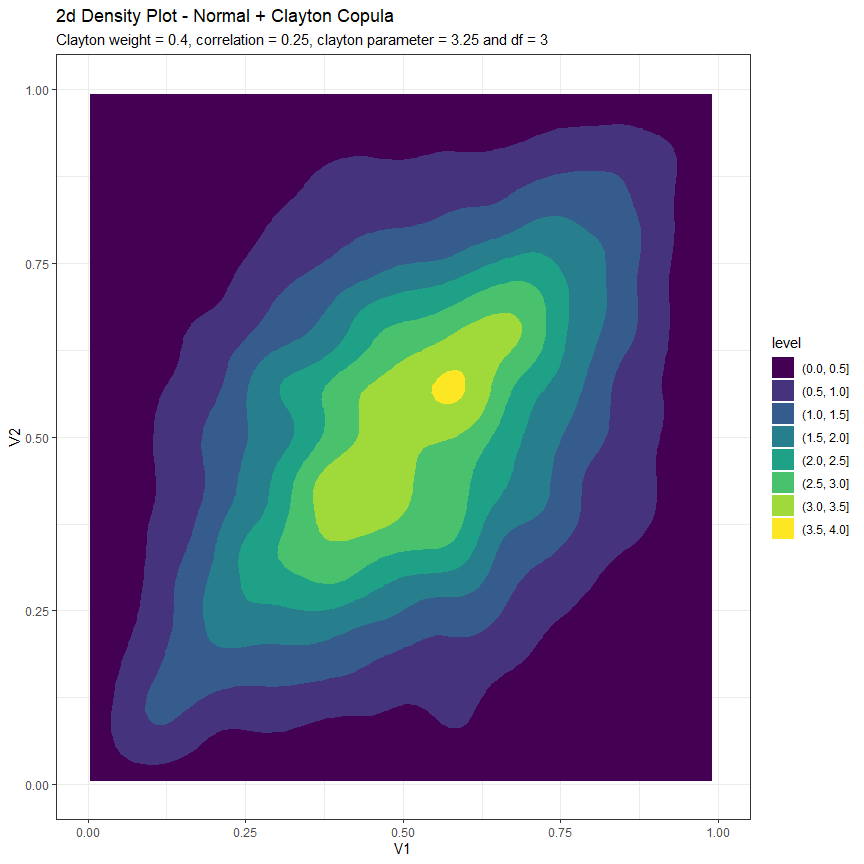 2d Density Plot - Normal + Clayton Copula
Clayton weight = 0.4, correlation = 0.25, clayton parameter = 3.25 and df = 3
1.00
0.75
0.50
0.25
0.00
V2
0.00 0.25 0.50 0.75 1.00
V1
level
(0.0, 0.5]
(0.5, 1.0]
(1.0, 1.5]
(1.5, 2.0]
(2.0, 2.5]
(2.5, 3.0]
(3.0, 3.5]
(3.5, 4.0]